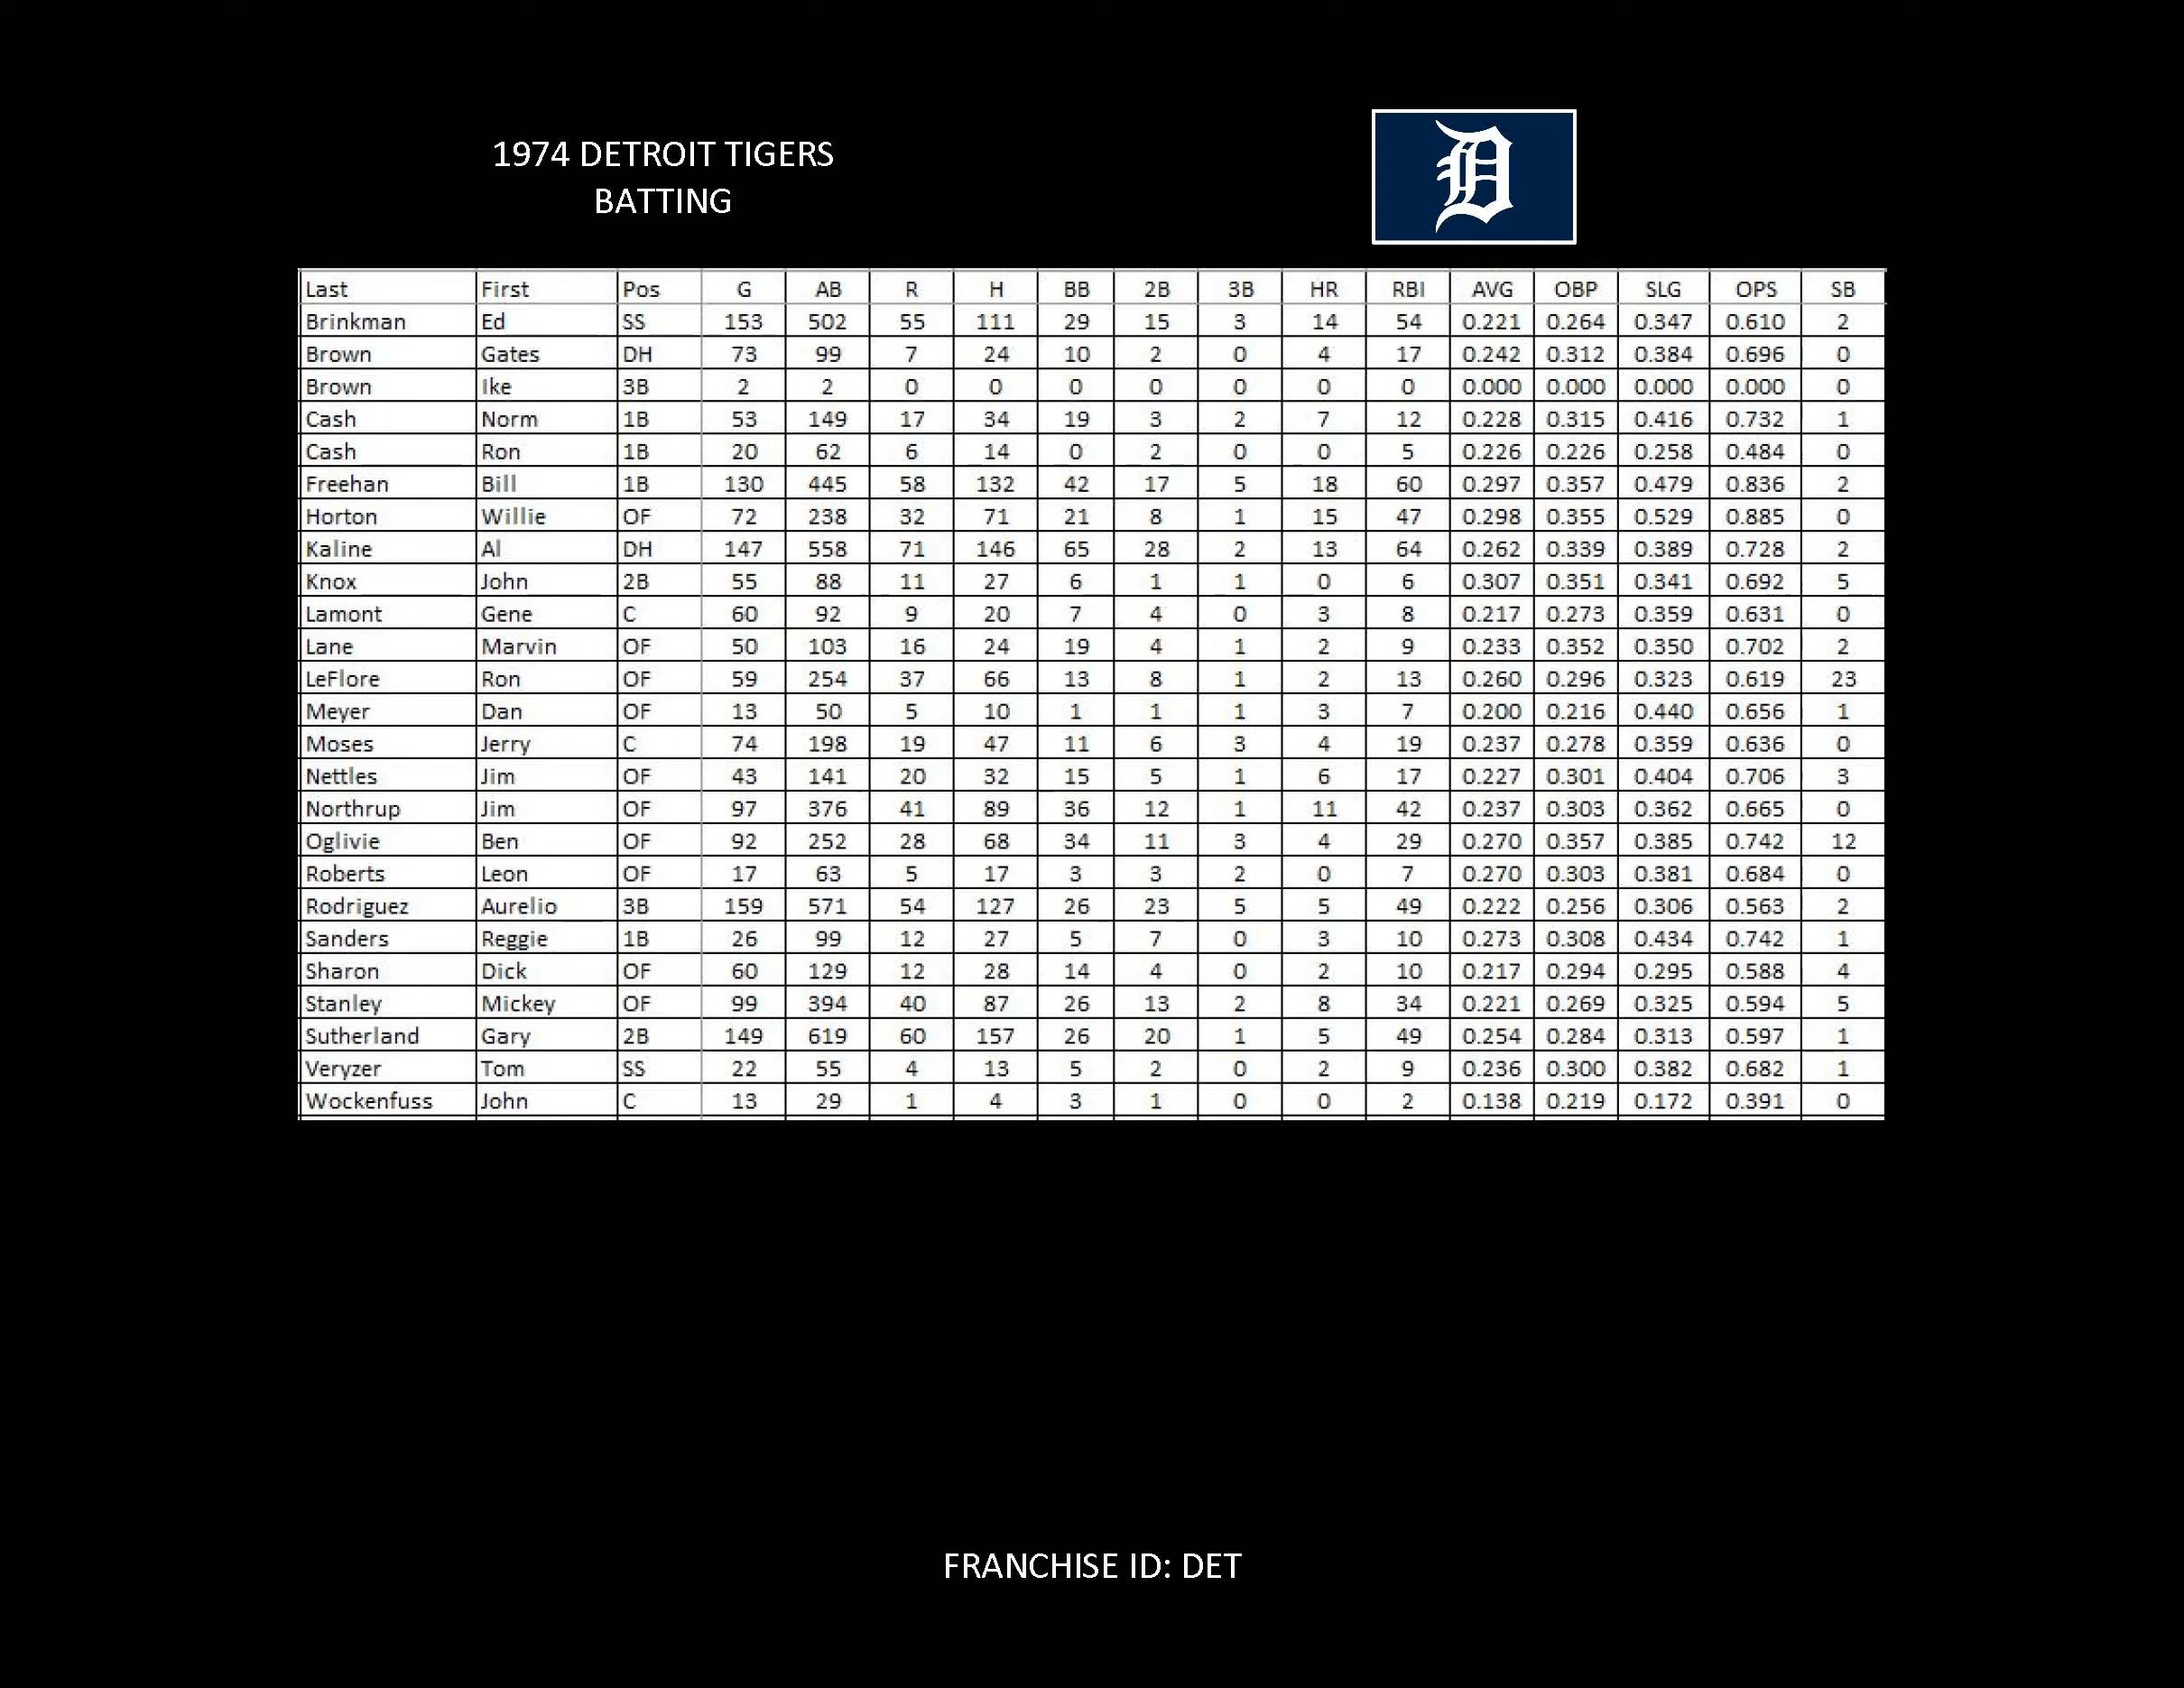 1974 DETROIT TIGERS
BATTING
D
Last First Pos G AB R H BB 2B 3B HR RBI AVG OBP SLG OPS SB
Brinkman Ed SS 153 502 55 111 29 15 3 14 54 0.221 0.264 0.347 0.610 2
Brown Gates DH 73 99 7 24 10 2 0 4 17 0.242 0.312 0.384 0.696 0
Brown Ike 3B 2 2 0 0 0 0 0 0 0 0.000 0.000 0.000 0.000 0
Cash Norm 1B 53 149 17 34 19 3 2 7 12 0.228 0.315 0.416 0.732 1
Cash Ron 1B 20 62 6 14 0 2 0 0 5 0.226 0.226 0.258 0.484 0
Freehan Bill 1B 130 445 58 132 42 17 5 18 60 0.297 0.357 0.479 0.836 2
Horton Willie OF 72 238 32 71 21 8 1 15 47 0.298 0.355 0.529 0.885 0
Kaline Al DH 147 558 71 146 65 28 2 13 64 0.262 0.339 0.389 0.728 2
Knox John 2B 55 88 11 27 6 1 1 0 6 0.307 0.351 0.341 0.692 5
Lamont Gene C 60 92 9 20 7 4 0 3 8 0.217 0.273 0.359 0.631 0
Lane Marvin OF 50 103 16 24 19 4 1 2 9 0.233 0.352 0.350 0.702 2
LeFlore Ron OF 59 254 37 66 13 8 1 2 13 0.260 0.296 0.323 0.619 23
Meyer Dan OF 13 50 5 10 1 1 1 3 7 0.200 0.216 0.440 0.656 1
Moses Jerry C 74 198 19 47 11 6 3 4 19 0.237 0.278 0.359 0.636 0
Nettles Jim OF 43 141 20 32 15 5 1 6 17 0.227 0.301 0.404 0.706 3
Northrup Jim OF 97 376 41 89 36 12 1 11 42 0.237 0.303 0.362 0.665 0
Oglivie Ben OF 92 252 28 68 34 11 3 4 29 0.270 0.357 0.385 0.742 12
Roberts Leon OF 17 63 5 17 3 3 2 0 7 0.270 0.303 0.381 0.684 0
Rodriguez Aurelio 3B 159 571 54 127 26 23 5 5 49 0.222 0.256 0.306 0.563 2
Sanders Reggie 1B 26 99 12 27 5 7 0 3 10 0.273 0.308 0.434 0.742 1
Sharon Dick OF 60 129 12 28 14 4 0 2 10 0.217 0.294 0.295 0.588 4
Stanley Mickey OF 99 394 40 87 26 13 2 8 34 0.221 0.269 0.325 0.594 5
Sutherland Gary 2B 149 619 60 157 26 20 1 5 49 0.254 0.284 0.313 0.597 1
Veryzer Tom SS 22 55 4 13 5 2 0 2 9 0.236 0.300 0.382 0.682 1
Wockenfuss John C 13 29 1 4 3 1 0 0 2 0.138 0.219 0.172 0.391 0
FRANCHISE ID: DET